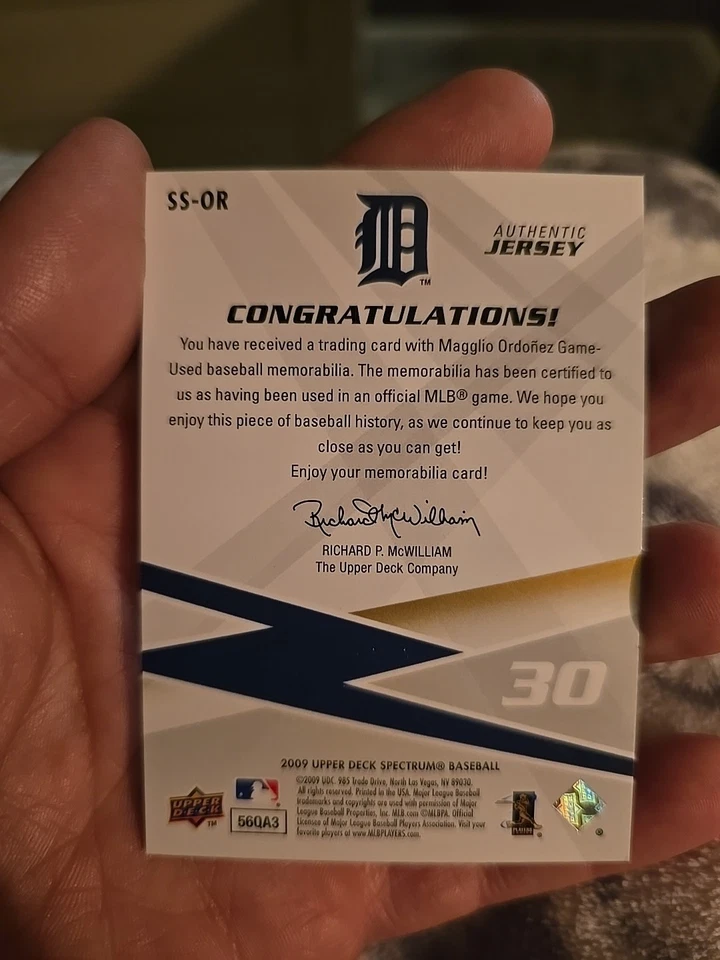 SS-OR
D
TM
AUTHENTIC
JERSEY
CONGRATULATIONS!
You have received a trading card with Magglio Ordoñez Game-
Used baseball memorabilia. The memorabilia has been certified to
us as having been used in an official MLB® game. We hope you
enjoy this piece of baseball history, as we continue to keep you as
close as you can get!
Enjoy your memorabilia card!
Richard McWilliam
RICHARD P. McWILLIAM
The Upper Deck Company
30
2009 UPPER DECK SPECTRUM® BASEBALL
©2009 UDC. 985 Trade Drive, North Las Vegas, NV 89030.
All rights reserved. Printed in the USA. Major League Baseball
trademarks and copyrights are used with permission of Major
League Baseball Properties, Inc. MLB.com ©MLBPA. Official
Licensee of Major League Baseball Players Association. Visit your
favorite players at www.MLBPLAYERS.com.
UPPER
DECK
TM
56QA3
®